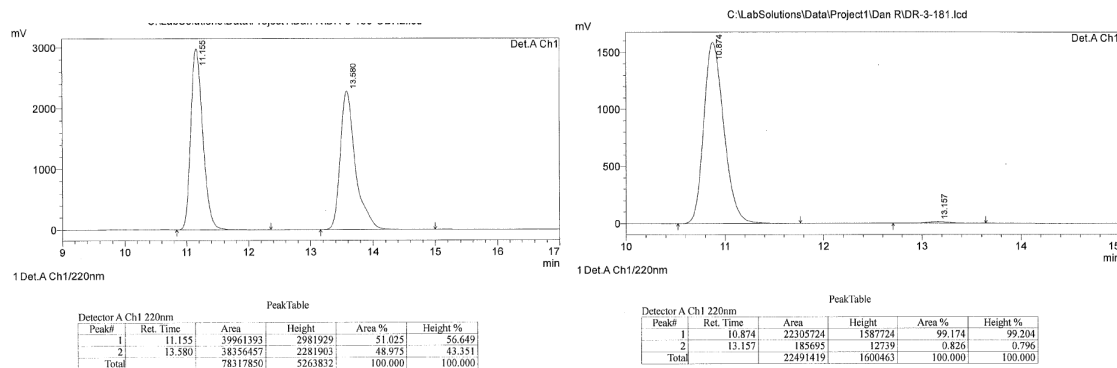 C:\LabSolutions\Data\Project1\Dan R\DR-3-181.lcd
mV
Det.A Ch1
3000
2000
1000
0
11.155
13.580
9 10 11 12 13 14 15 16 17
min
1 Det.A Ch1/220nm
mV
Det.A Ch1
1500
1000
500
0
10.874
13.157
10 11 12 13 14 15
min
1 Det.A Ch1/220nm
PeakTable
Detector A Ch1 220nm
Peak# Ret. Time Area Height Area % Height %
1 11.155 39961393 2981929 51.025 56.649
2 13.580 38356457 2281903 48.975 43.351
Total 78317850 5263832 100.000 100.000
PeakTable
Detector A Ch1 220nm
Peak# Ret. Time Area Height Area % Height %
1 10.874 22305724 1587724 99.174 99.204
2 13.157 185695 12739 0.826 0.796
Total 22491419 1600463 100.000 100.000